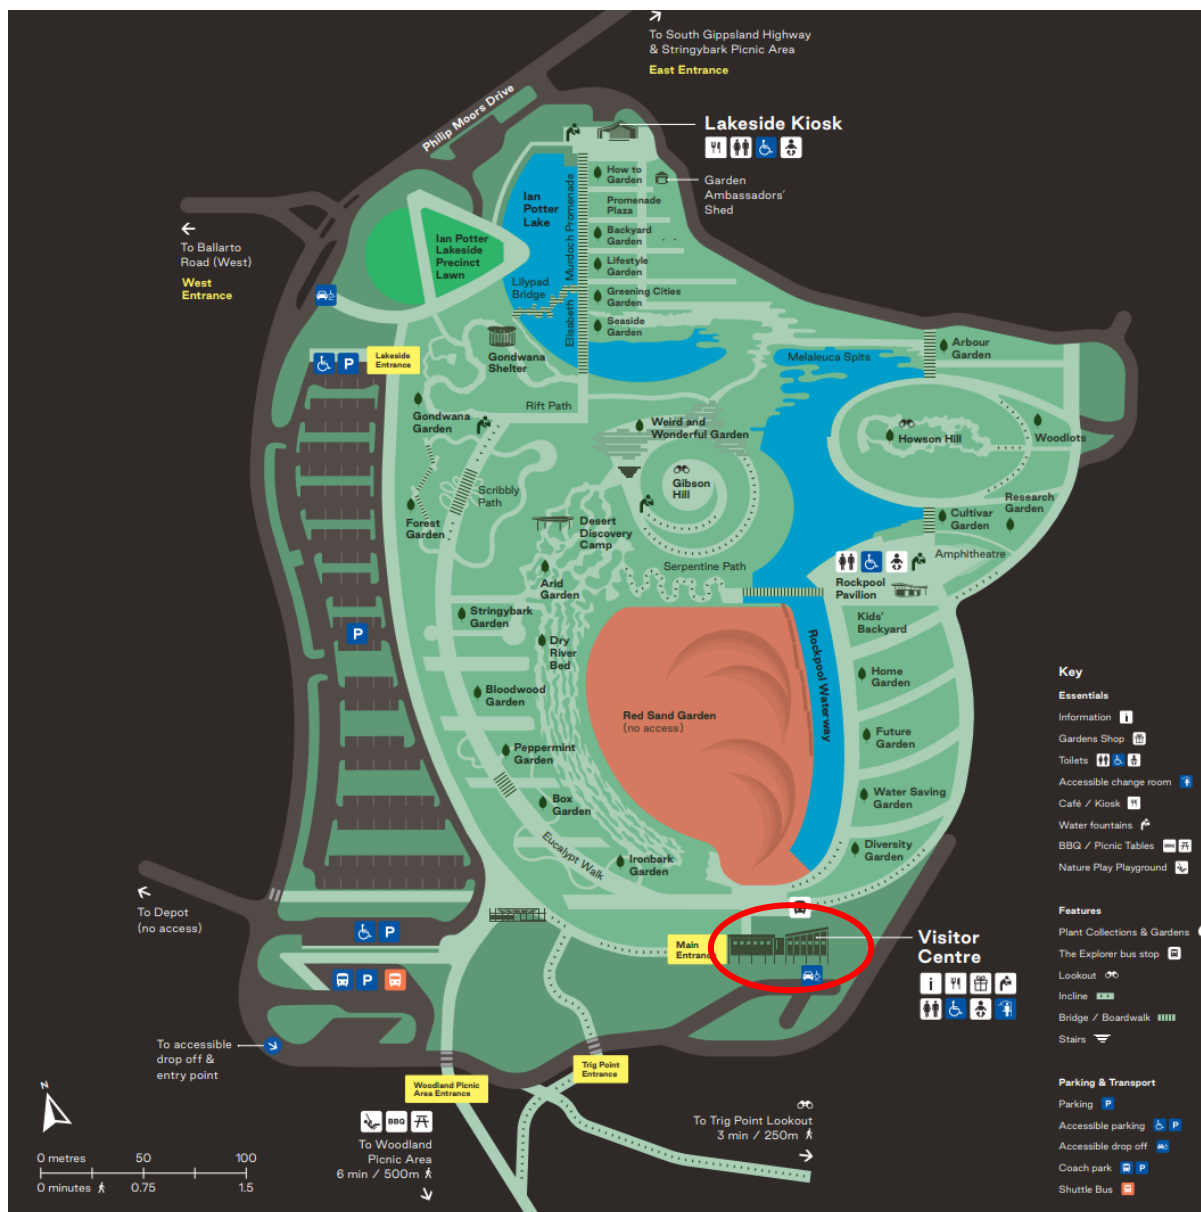 To South Gippsland Highway
& Stringybark Picnic Area
East Entrance
Philip Moors Drive
Lakeside Kiosk
Garden
Ambassadors'
Shed
How to
Garden
Promenade
Plaza
Backyard
Garden
Lifestyle
Garden
Greening Cities
Garden
Seaside
Garden
Ian
Potter
Lake
Elisabeth Murdoch Promenade
Ian Potter
Lakeside
Precinct
Lawn
Lilypad
Bridge
To Ballarto
Road (West)
West
Entrance
P
Lakeside
Entrance
Gondwana
Shelter
Rift Path
Gondwana
Garden
Melaleuca Spits
Arbour
Garden
Weird and
Wonderful Garden
Howson Hill
Woodlots
Gibson
Hill
Scribbly
Path
Forest
Garden
Desert
Discovery
Camp
Research
Garden
Cultivar
Garden
Amphitheatre
Serpentine Path
Rockpool
Pavilion
Arid
Garden
Stringybark
Garden
Kids'
Backyard
P
Dry
River
Bed
Bloodwood
Garden
Home
Garden
Red Sand Garden
(no access)
Rockpool Waterway
Future
Garden
Peppermint
Garden
Box
Garden
Water Saving
Garden
Eucalypt Walk
Ironbark
Garden
Diversity
Garden
To Depot
(no access)
P
Main
Entrance
Visitor
Centre
i
P
To accessible
drop off &
entry point
Woodland Picnic
Area Entrance
Trig Point
Entrance
BBQ
To Woodland
Picnic Area
6 min / 500m
To Trig Point Lookout
3 min / 250m
N
0 metres 50 100
0 minutes 0.75 1.5
Key
Essentials
Information i
Gardens Shop
Toilets
Accessible change room
Café / Kiosk
Water fountains
BBQ / Picnic Tables BBQ
Nature Play Playground
Features
Plant Collections & Gardens
The Explorer bus stop
Lookout
Incline
Bridge / Boardwalk
Stairs
Parking & Transport
Parking P
Accessible parking P
Accessible drop off
Coach park P
Shuttle Bus